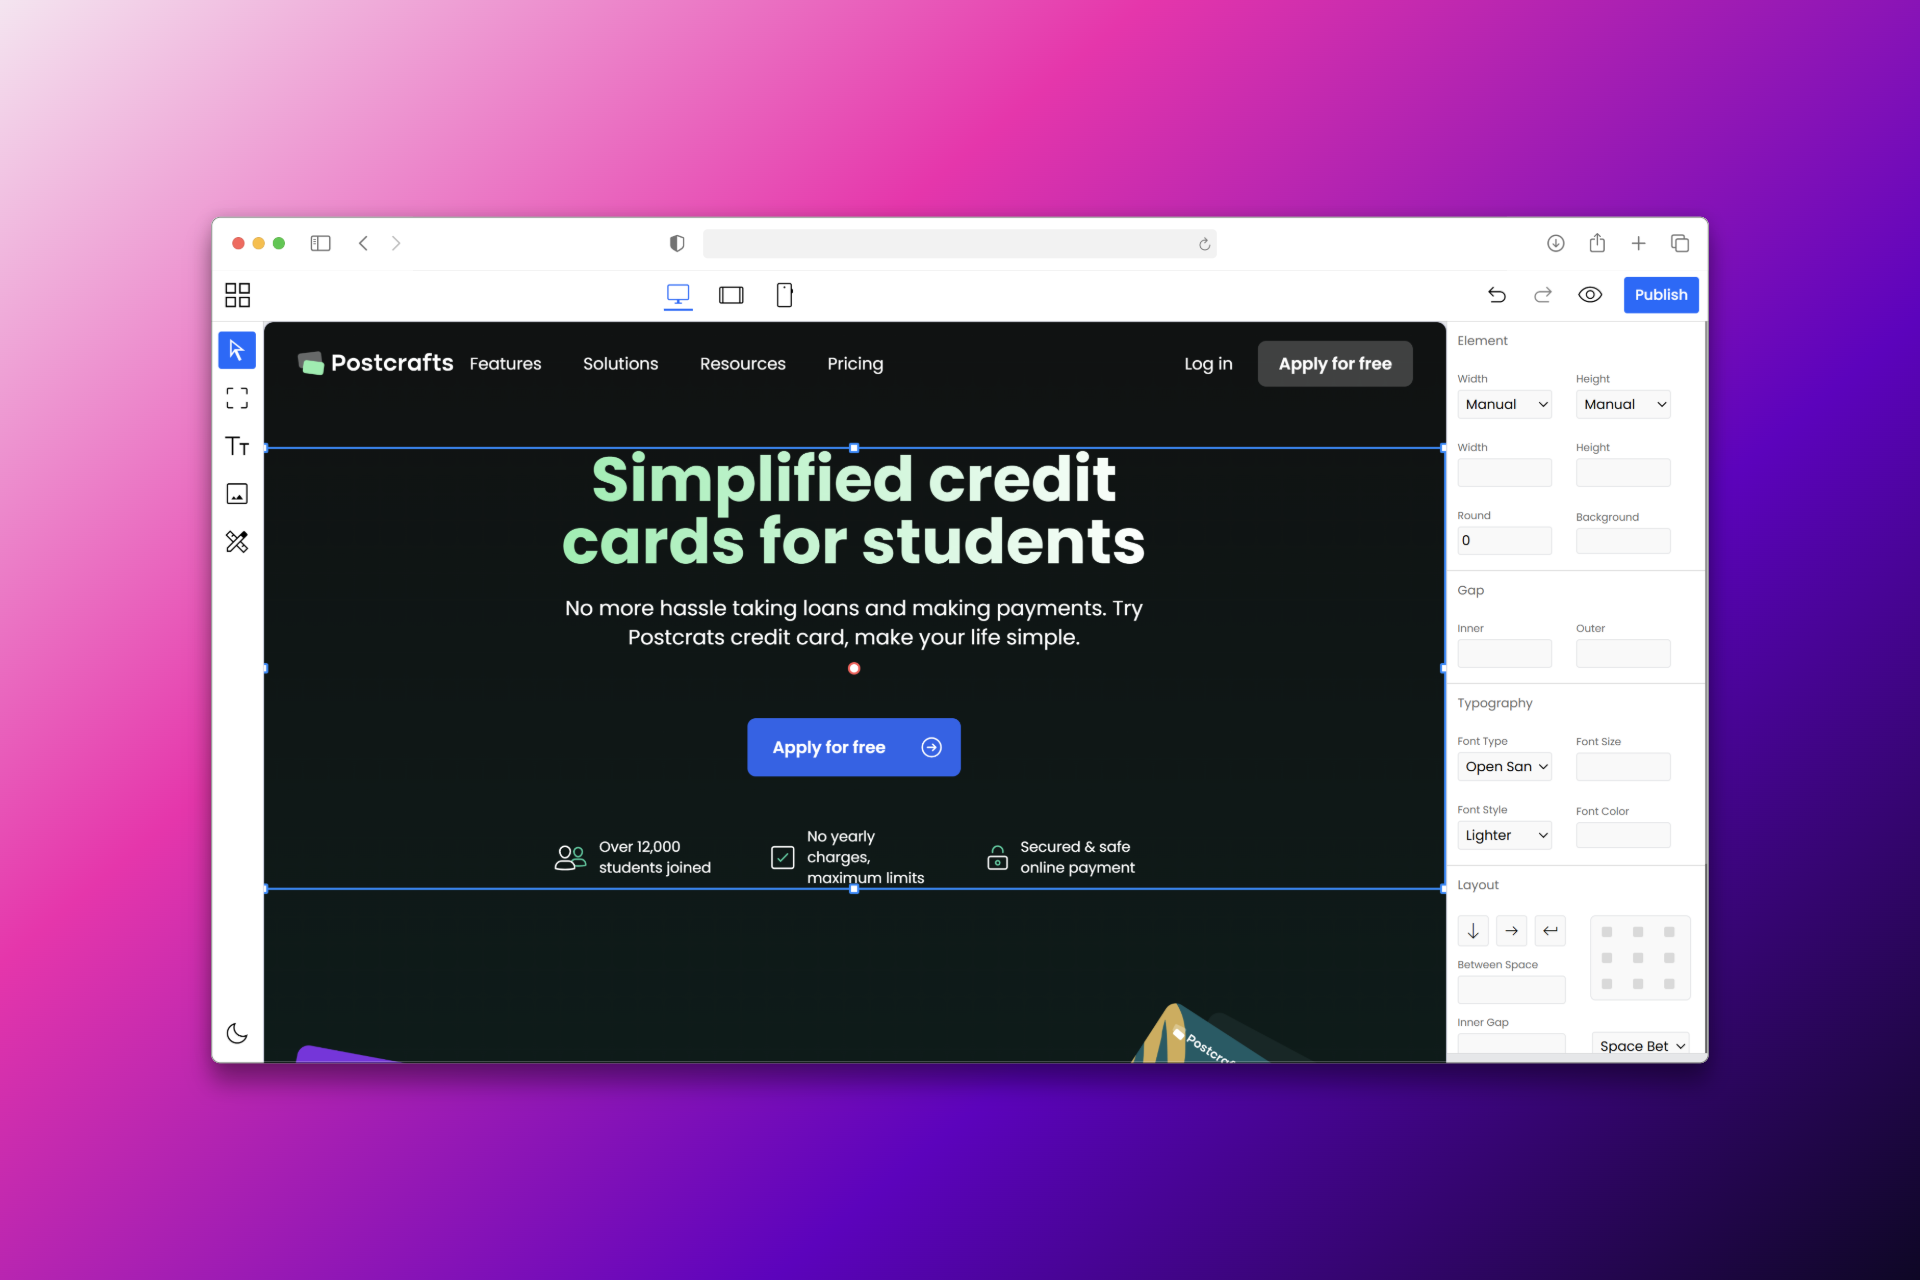 Publish
Postcrafts Features Solutions Resources Pricing Log in Apply for free
Simplified credit
cards for students
No more hassle taking loans and making payments. Try
Postcrats credit card, make your life simple.
Apply for free
Over 12,000
students joined
No yearly
charges,
maximum limits
Secured & safe
online payment
Tт
Element
Width Height
Manual Manual
Width Height
Round Background
0
Gap
Inner Outer
Typography
Font Type Font Size
Open San
Font Style Font Color
Lighter
Layout
Between Space
Inner Gap
Space Bet